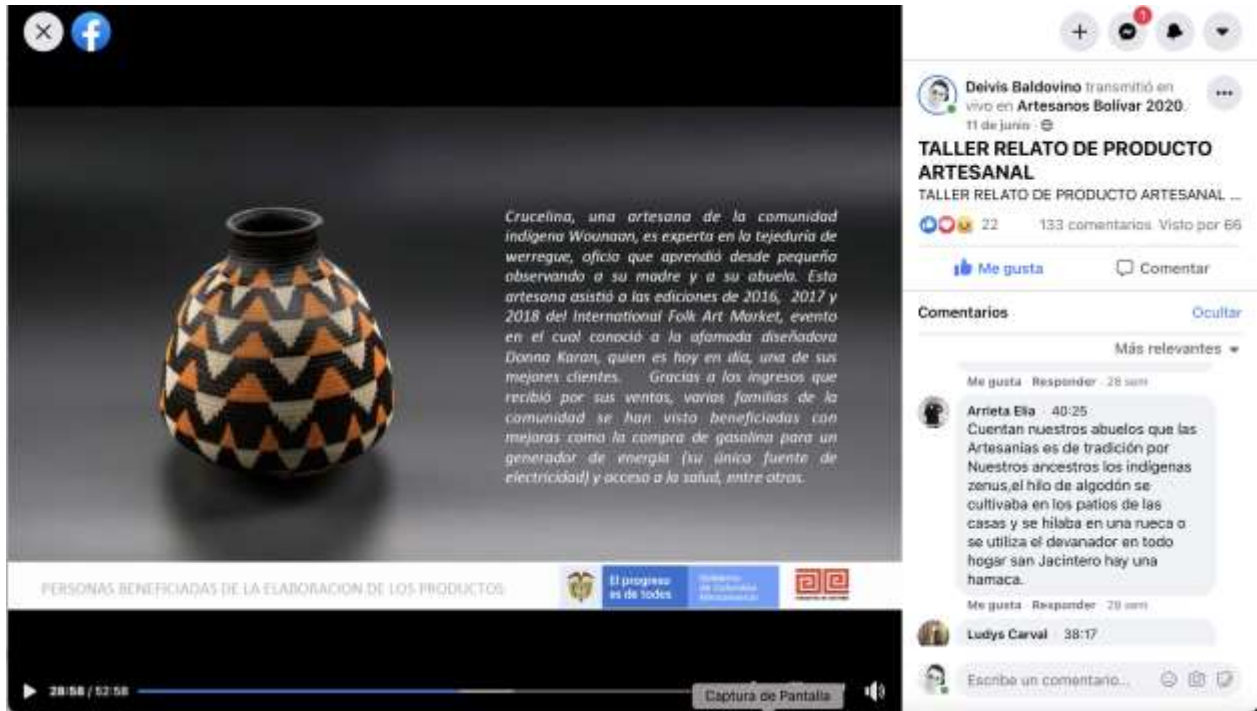 Crucelina, una artesana de la comunidad
indígena Wounaan, es experta en la tejeduría de
werregue, oficio que aprendió desde pequeña
observando a su madre y a su abuela. Esta
artesana asistió a las ediciones de 2016, 2017 y
2018 del International Folk Art Market, evento
en el cual conoció a la afamada diseñadora
Donna Karan, quien es hoy en día, una de sus
mejores clientes. Gracias a los ingresos que
recibió por sus ventas, varias familias de la
comunidad se han visto beneficiadas con
mejoras como la compra de gasolina para un
generador de energía (su única fuente de
electricidad) y acceso a la salud, entre otros.
PERSONAS BENEFICIADAS DE LA ELABORACION DE LOS PRODUCTOS
El progreso
es de todos
28:58 / 52:58
Captura de Pantalla
1
Deivis Baldovino transmitió en
vivo en Artesanos Bolívar 2020.
11 de junio
TALLER RELATO DE PRODUCTO
ARTESANAL
TALLER RELATO DE PRODUCTO ARTESANAL ...
22 133 comentarios Visto por 66
Me gusta Comentar
Comentarios Ocultar
Más relevantes
Me gusta · Responder · 28 sem
Arrieta Elia · 40:25
Cuentan nuestros abuelos que las
Artesanias es de tradición por
Nuestros ancestros los indígenas
zenus,el hilo de algodón se
cultivaba en los patios de las
casas y se hilaba en una rueca o
se utiliza el devanador en todo
hogar san Jacintero hay una
hamaca.
Me gusta · Responder · 28 sem
Ludys Carval · 38:17
Escribe un comentario...